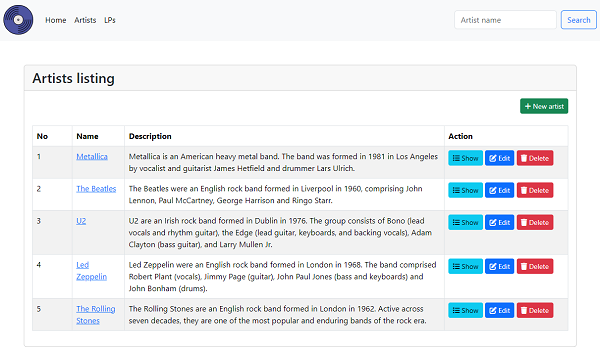 Home Artists LPs Artist name Search
Artists listing
+ New artist
No Name Description Action
1 Metallica Metallica is an American heavy metal band. The band was formed in 1981 in Los Angeles Show Edit Delete
by vocalist and guitarist James Hetfield and drummer Lars Ulrich.
2 The Beatles The Beatles were an English rock band formed in Liverpool in 1960, comprising John Show Edit Delete
Lennon, Paul McCartney, George Harrison and Ringo Starr.
3 U2 U2 are an Irish rock band formed in Dublin in 1976. The group consists of Bono (lead Show Edit Delete
vocals and rhythm guitar), the Edge (lead guitar, keyboards, and backing vocals), Adam
Clayton (bass guitar), and Larry Mullen Jr.
4 Led Led Zeppelin were an English rock band formed in London in 1968. The band comprised Show Edit Delete
Zeppelin Robert Plant (vocals), Jimmy Page (guitar), John Paul Jones (bass and keyboards) and
John Bonham (drums).
5 The Rolling The Rolling Stones are an English rock band formed in London in 1962. Active across Show Edit Delete
Stones seven decades, they are one of the most popular and enduring bands of the rock era.